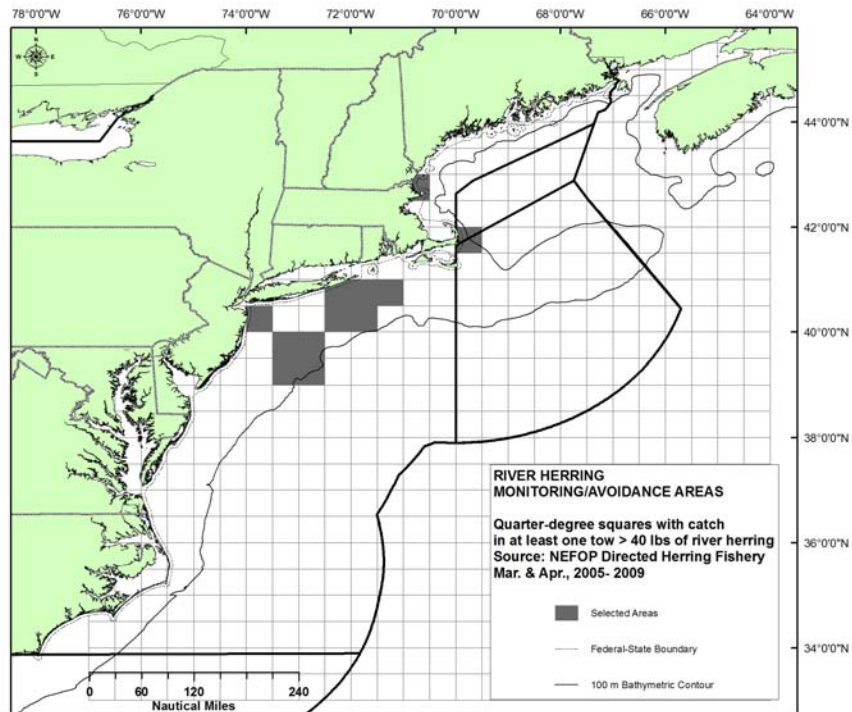 78°0'0"W 76°0'0"W 74°0'0"W 72°0'0"W 70°0'0"W 68°0'0"W 66°0'0"W 64°0'0"W
N
W E
S
44°0'0"N
42°0'0"N
40°0'0"N
38°0'0"N
36°0'0"N
34°0'0"N
RIVER HERRING
MONITORING/AVOIDANCE AREAS
Quarter-degree squares with catch
in at least one tow > 40 lbs of river herring
Source: NEFOP Directed Herring Fishery
Mar. & Apr., 2005- 2009
Selected Areas
Federal-State Boundary
100 m Bathymetric Contour
0 60 120 240
Nautical Miles